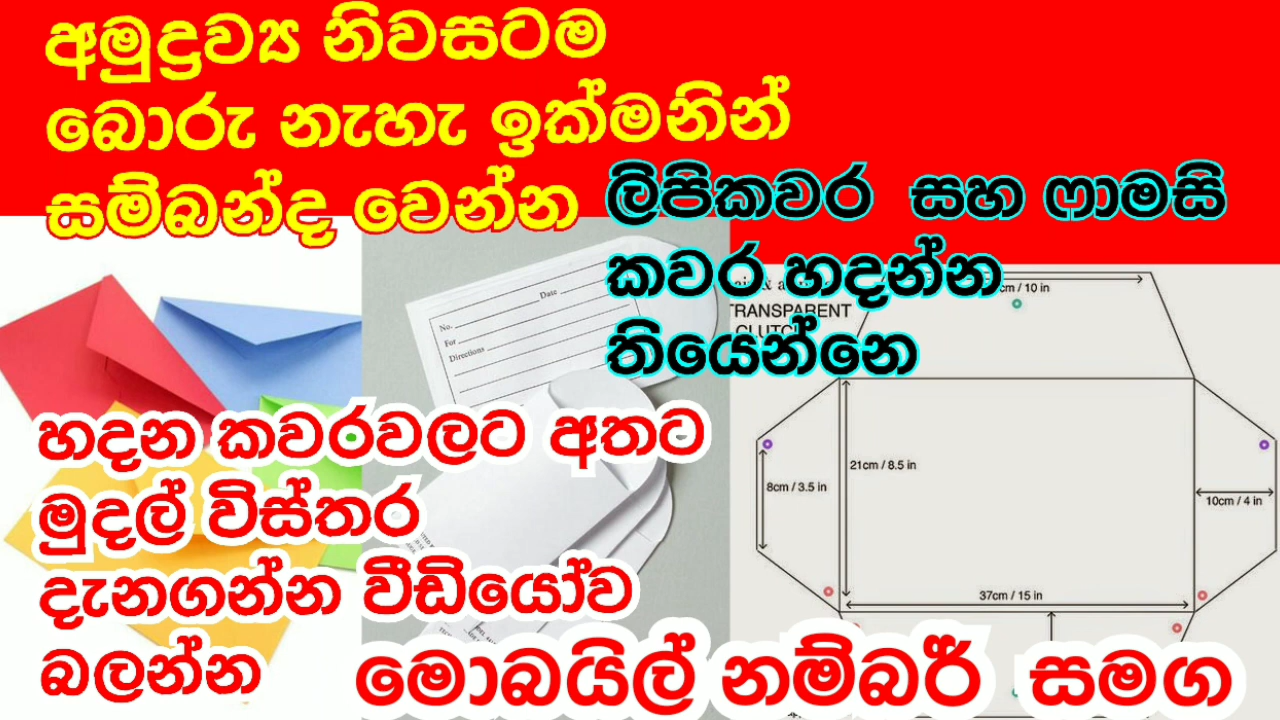 අමුද්‍රව්‍ය නිවසටම
බොරු නැහැ ඉක්මනින්
සම්බන්ද වෙන්න
ලිපිකවර සහ ෆාමසි
කවර හදන්න
තියෙන්නෙ
හදන කවරවලට අතට
මුදල් විස්තර
දැනගන්න වීඩියෝව
බලන්න
මොබයිල් නම්බර් සමග
Date
No.
For
Directions
cm / 10 in
TRANSPARENT
21cm / 8.5 in
8cm / 3.5 in
10cm / 4 in
37cm / 15 in